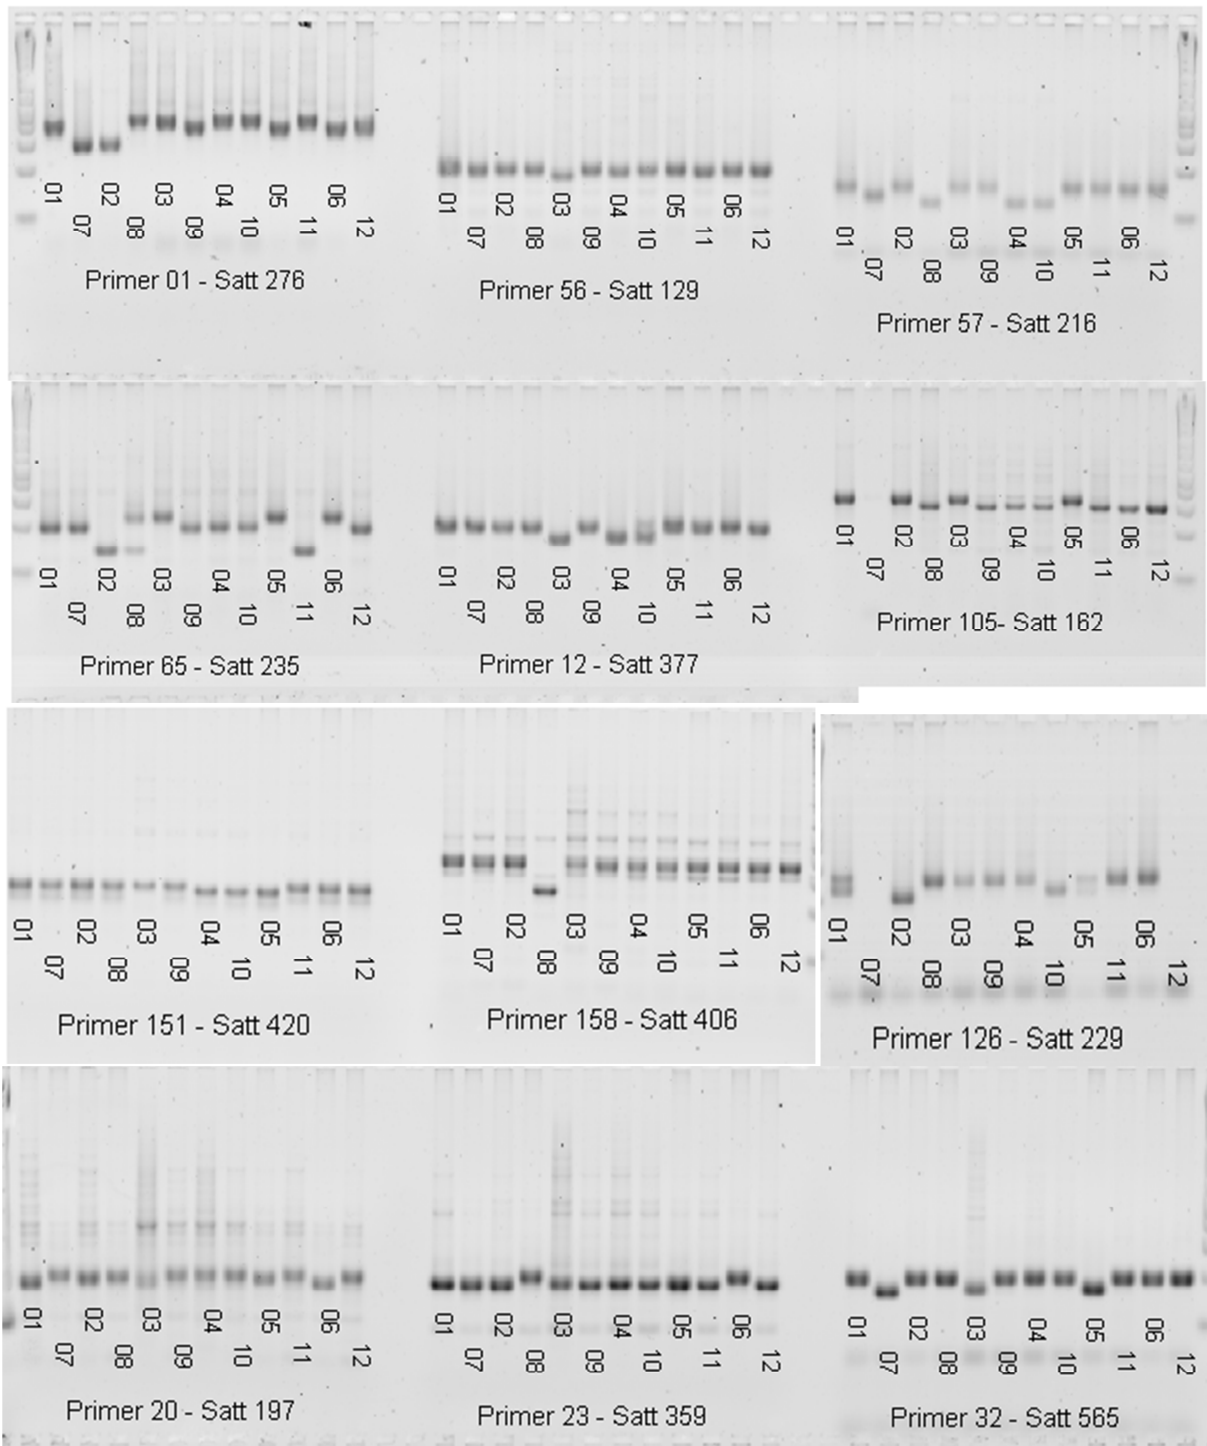 01 07 02 08 03 09 04 10 05 11 06 12
Primer 01 - Satt 276
01 07 02 08 03 09 04 10 05 11 06 12
Primer 56 - Satt 129
01 07 02 08 03 09 04 10 05 11 06 12
Primer 57 - Satt 216
01 07 02 08 03 09 04 10 05 11 06 12
Primer 65 - Satt 235
01 07 02 08 03 09 04 10 05 11 06 12
Primer 12 - Satt 377
01 07 02 08 03 09 04 10 05 11 06 12
Primer 105- Satt 162
01 07 02 08 03 09 04 10 05 11 06 12
Primer 151 - Satt 420
01 07 02 08 03 09 04 10 05 11 06 12
Primer 158 - Satt 406
01 07 02 08 03 09 04 10 05 11 06 12
Primer 126 - Satt 229
01 07 02 08 03 09 04 10 05 11 06 12
Primer 20 - Satt 197
01 07 02 08 03 09 04 10 05 11 06 12
Primer 23 - Satt 359
01 07 02 08 03 09 04 10 05 11 06 12
Primer 32 - Satt 565